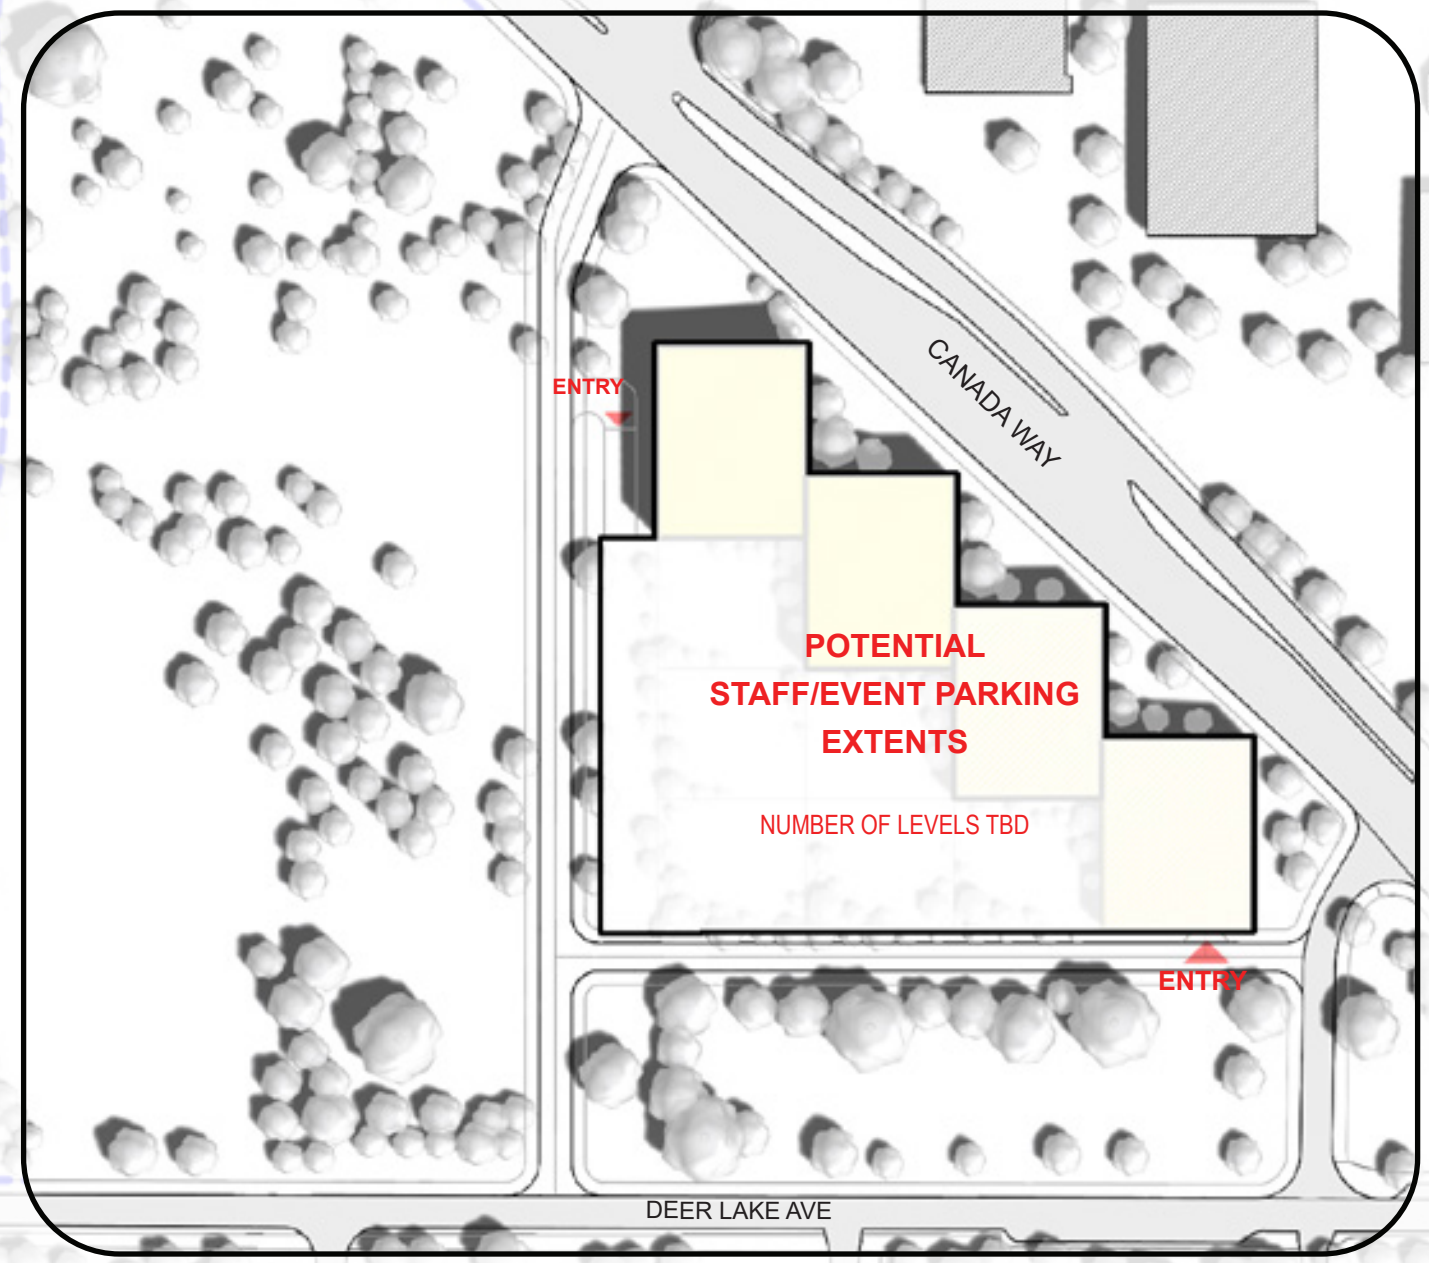 CANADA WAY
ENTRY
POTENTIAL
STAFF/EVENT PARKING
EXTENTS
NUMBER OF LEVELS TBD
ENTRY
DEER LAKE AVE